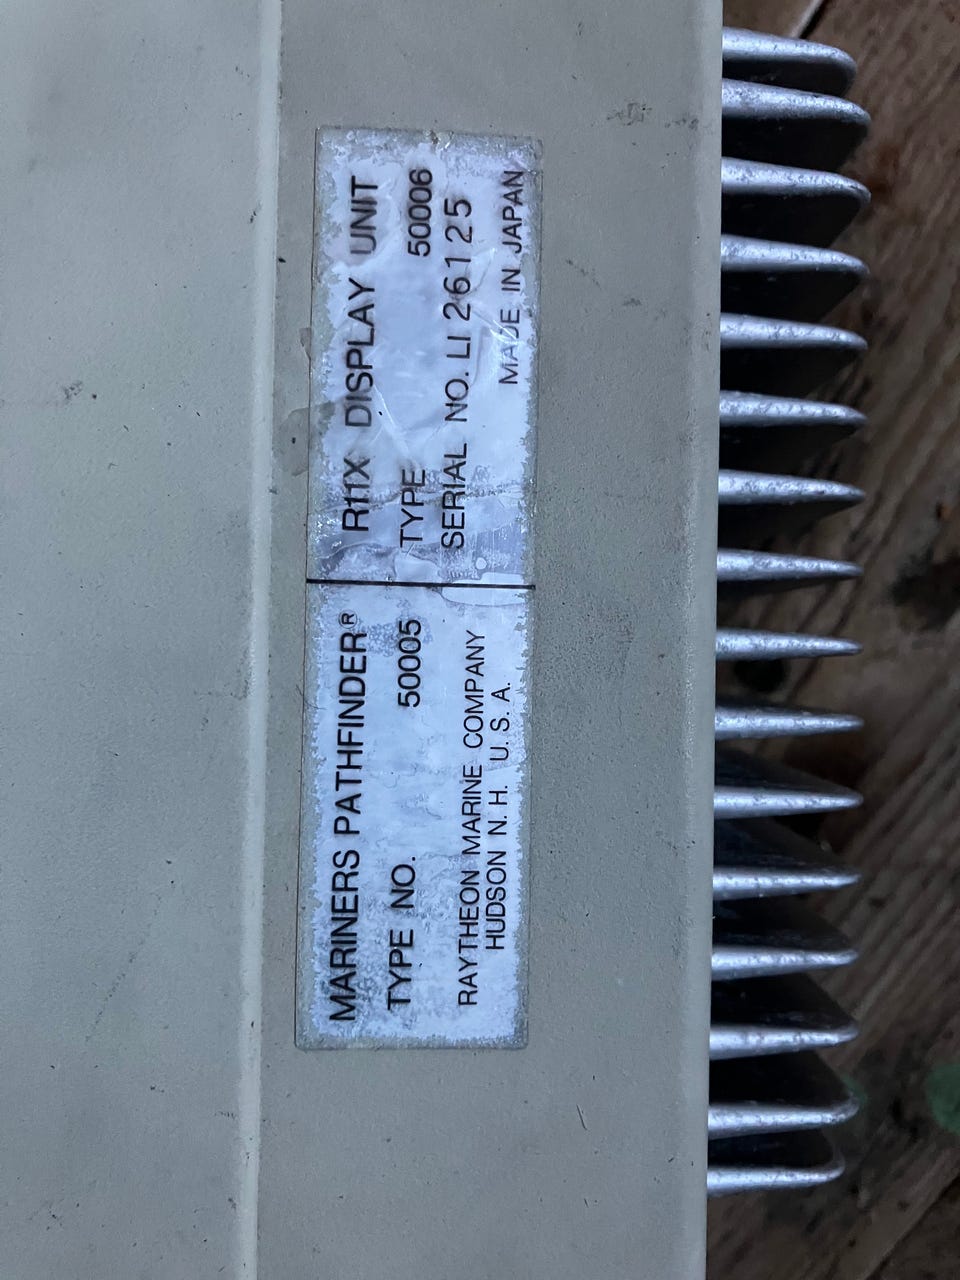 MARINERS PATHFINDER®
TYPE NO. 50005
RAYTHEON MARINE COMPANY
HUDSON N. H. U. S. A.
R11X DISPLAY UNIT
TYPE 50006
SERIAL NO. LI 26125
MADE IN JAPAN